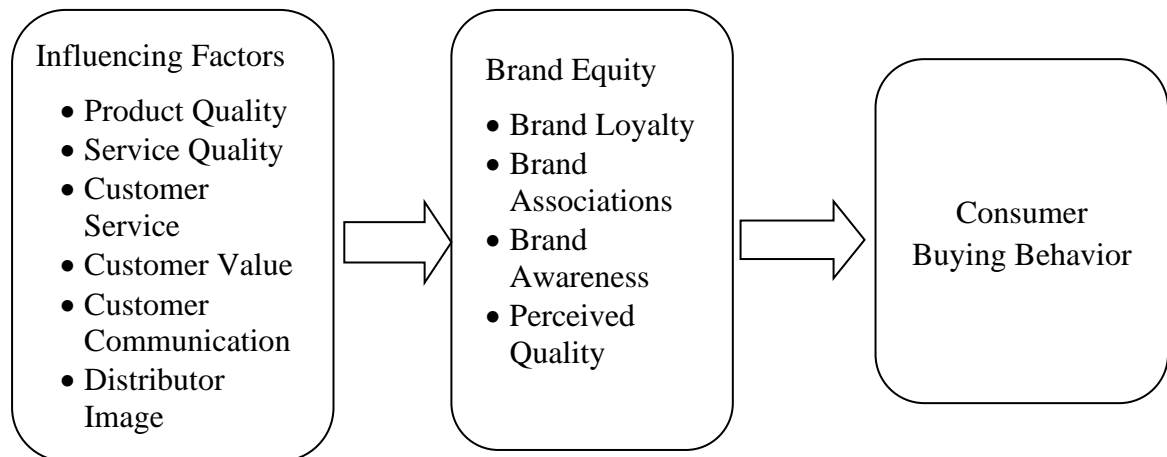 Influencing Factors
• Product Quality
• Service Quality
• Customer
Service
• Customer Value
• Customer
Communication
• Distributor
Image
Brand Equity
• Brand Loyalty
• Brand
Associations
• Brand
Awareness
• Perceived
Quality
Consumer
Buying Behavior